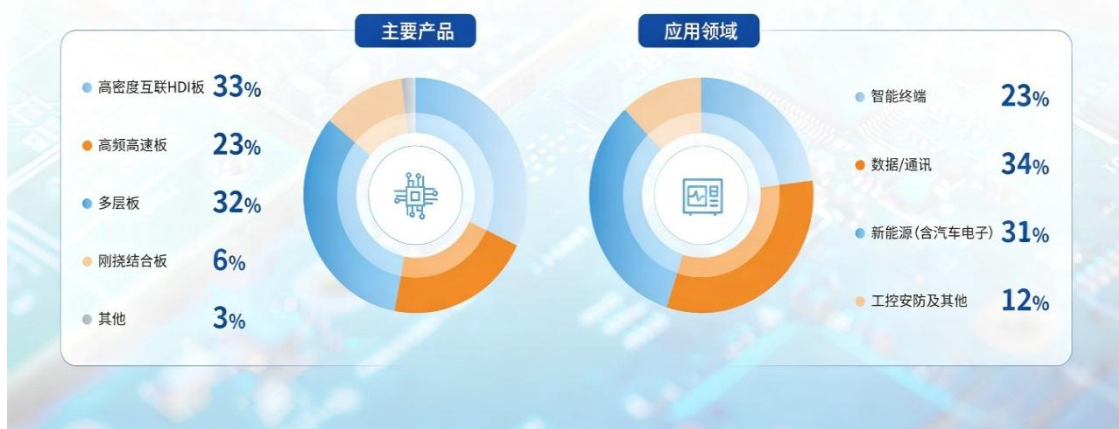 主要产品
高密度互联HDI板 33%
高频高速板 23%
多层板 32%
刚挠结合板 6%
其他 3%
应用领域
智能终端 23%
数据/通讯 34%
新能源(含汽车电子) 31%
工控安防及其他 12%